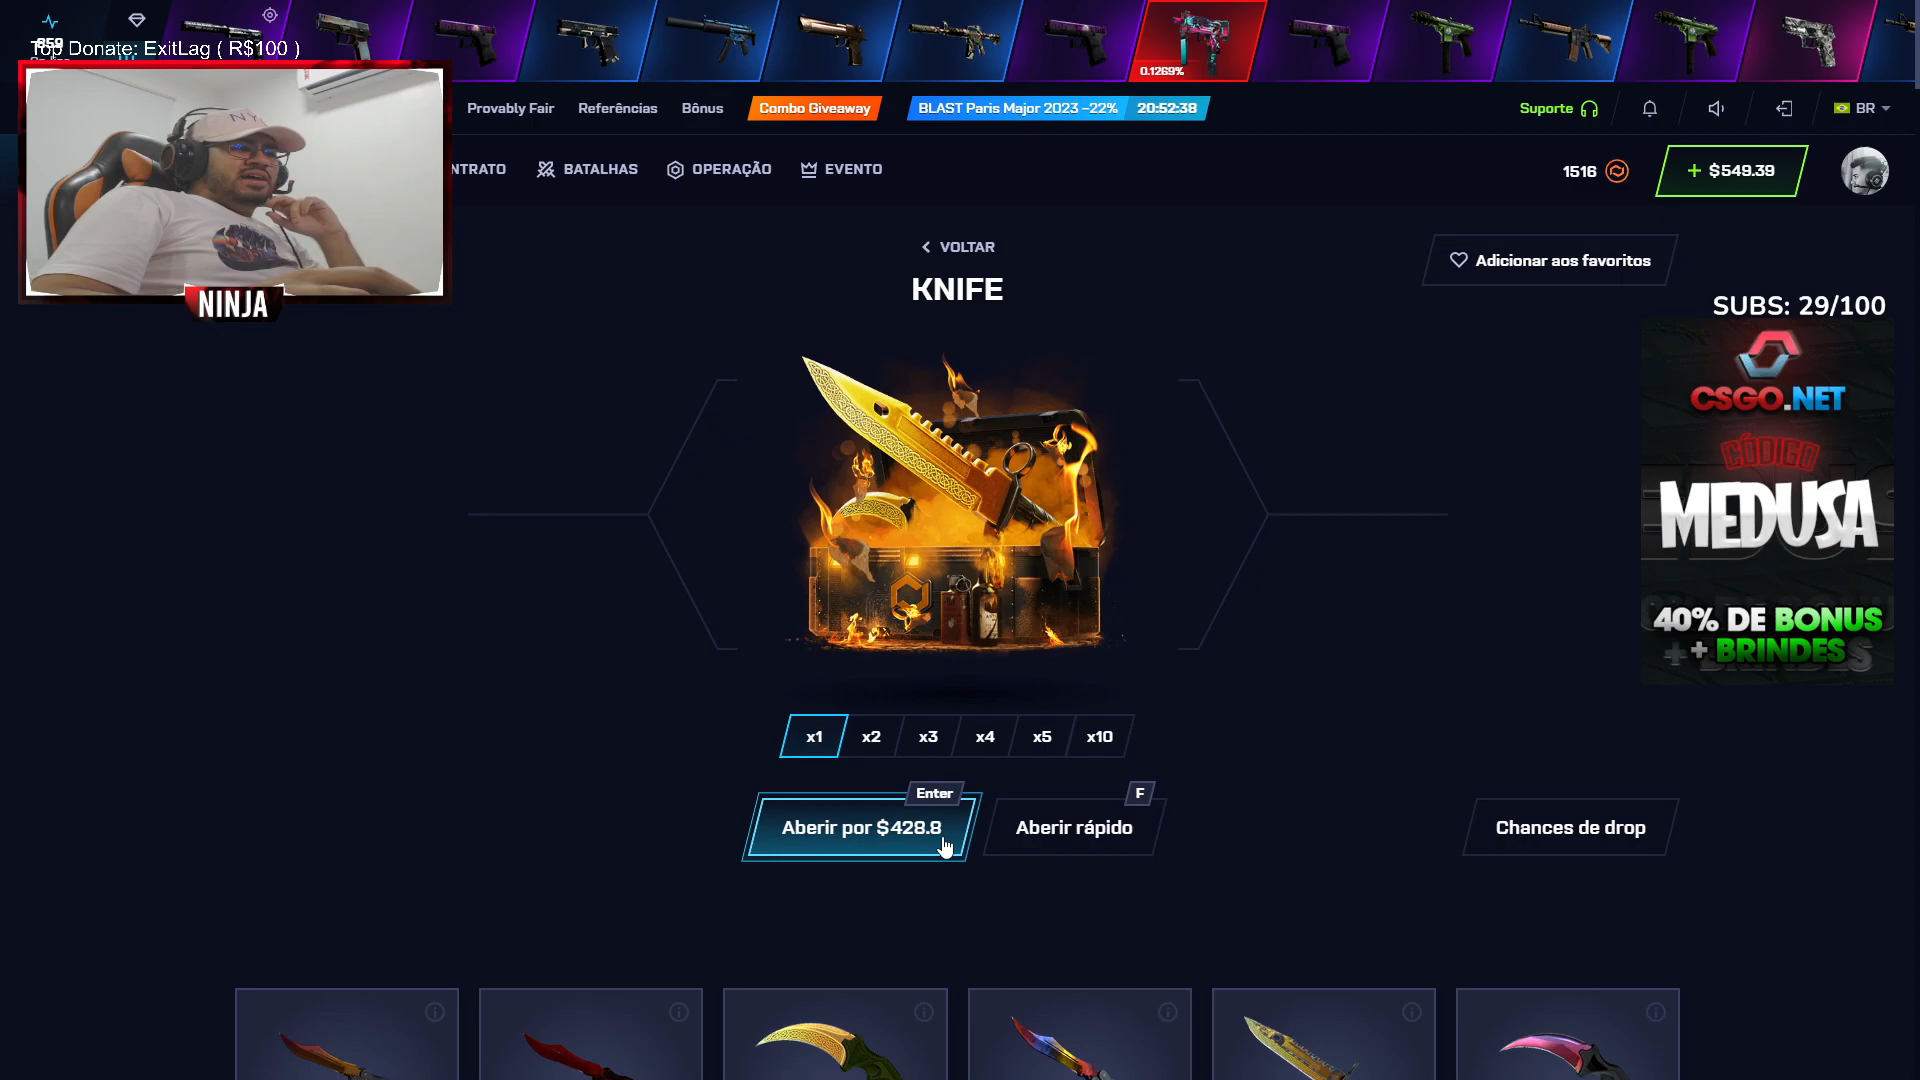 Top Donate: ExitLag ( R$100 )
0.1269%
Provably Fair
Referências
Bônus
Combo Giveaway
BLAST Paris Major 2023 -22%
20:52:38
Suporte
BR
NTRATO
BATALHAS
OPERAÇÃO
EVENTO
1516
+ $549.39
NINJA
VOLTAR
KNIFE
Adicionar aos favoritos
SUBS: 29/100
CSGO.NET
CÓDIGO
MEDUSA
40% DE BONUS
+ BRINDES
x1
x2
x3
x4
x5
x10
Enter
Aberir por $428.8
F
Aberir rápido
Chances de drop